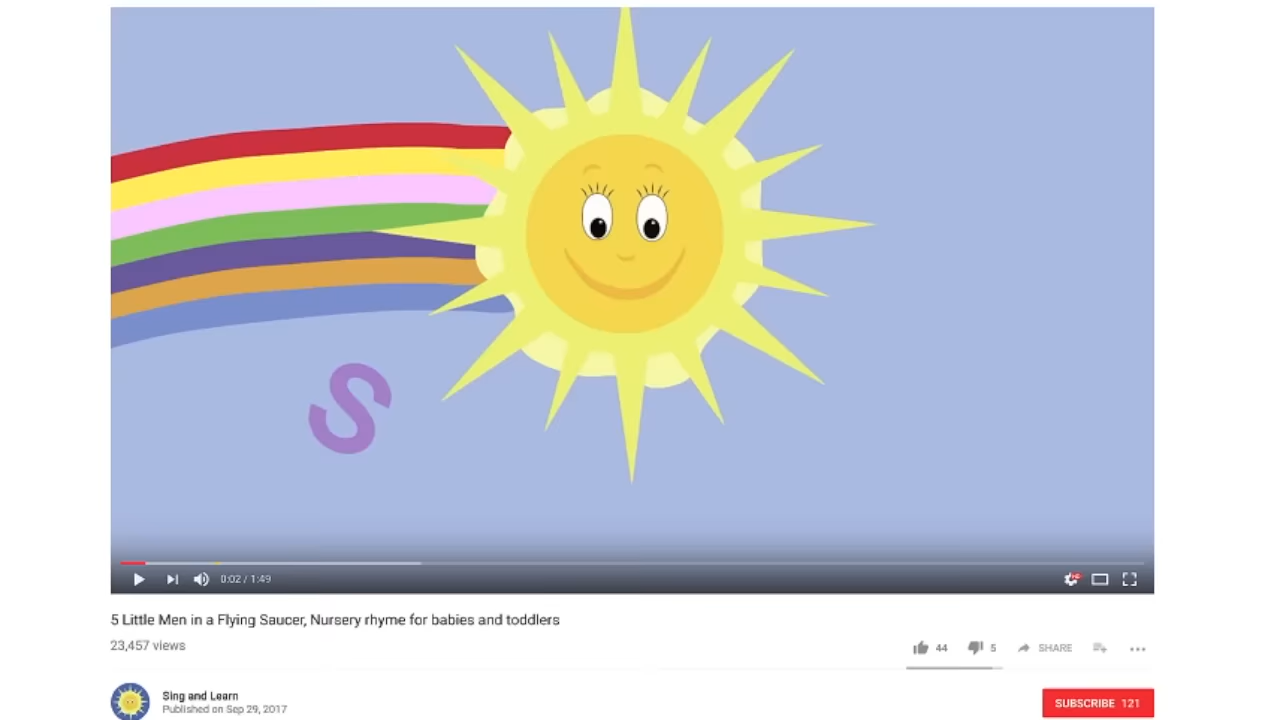 S
0:02 / 1:49
5 Little Men in a Flying Saucer, Nursery rhyme for babies and toddlers
23,457 views
44 5 SHARE
Sing and Learn
Published on Sep 29, 2017
SUBSCRIBE 121